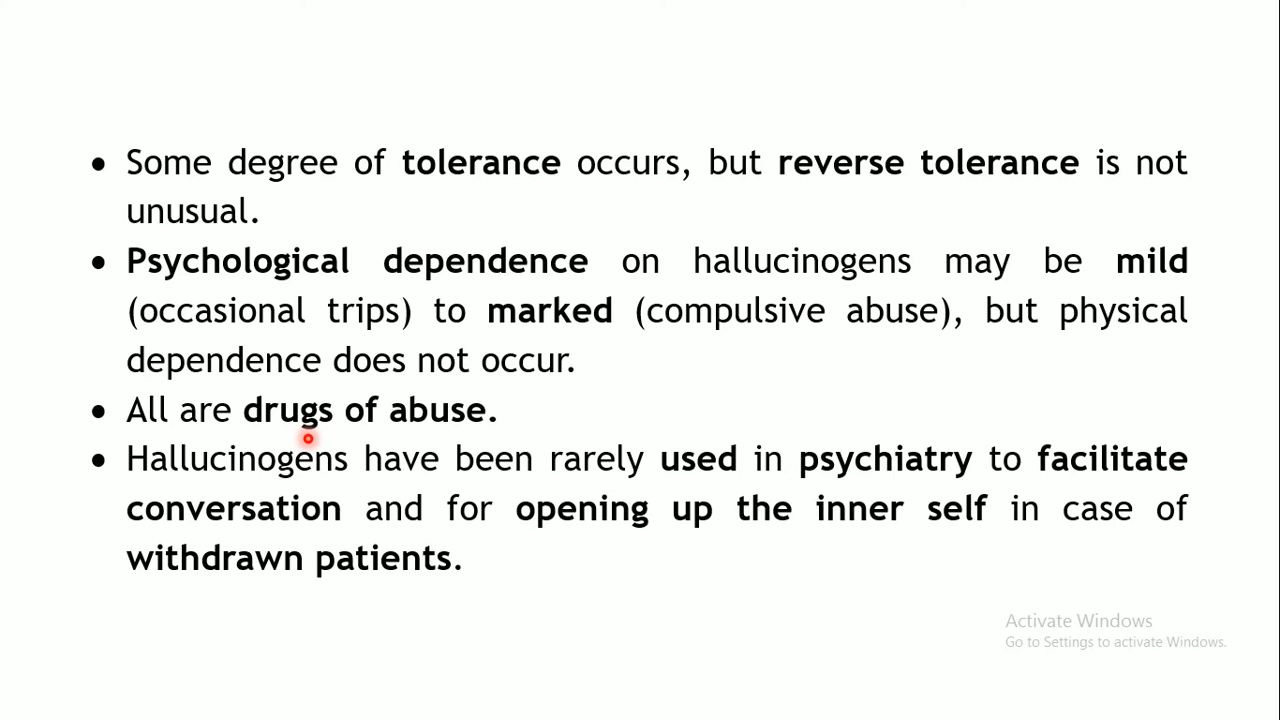 • Some degree of tolerance occurs, but reverse tolerance is not
unusual.
• Psychological dependence on hallucinogens may be mild
(occasional trips) to marked (compulsive abuse), but physical
dependence does not occur.
• All are drugs of abuse.
• Hallucinogens have been rarely used in psychiatry to facilitate
conversation and for opening up the inner self in case of
withdrawn patients.
Activate Windows
Go to Settings to activate Windows.